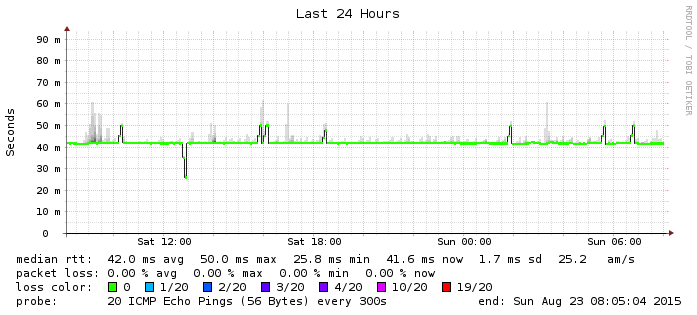 Last 24 Hours
RRDTOOL / TOBI OETIKER
Seconds
90 m
80 m
70 m
60 m
50 m
40 m
30 m
20 m
10 m
0
Sat 12:00 Sat 18:00 Sun 00:00 Sun 06:00
median rtt: 42.0 ms avg 50.0 ms max 25.8 ms min 41.6 ms now 1.7 ms sd 25.2 am/s
packet loss: 0.00 % avg 0.00 % max 0.00 % min 0.00 % now
loss color: 0 1/20 2/20 3/20 4/20 10/20 19/20
probe: 20 ICMP Echo Pings (56 Bytes) every 300s end: Sun Aug 23 08:05:04 2015